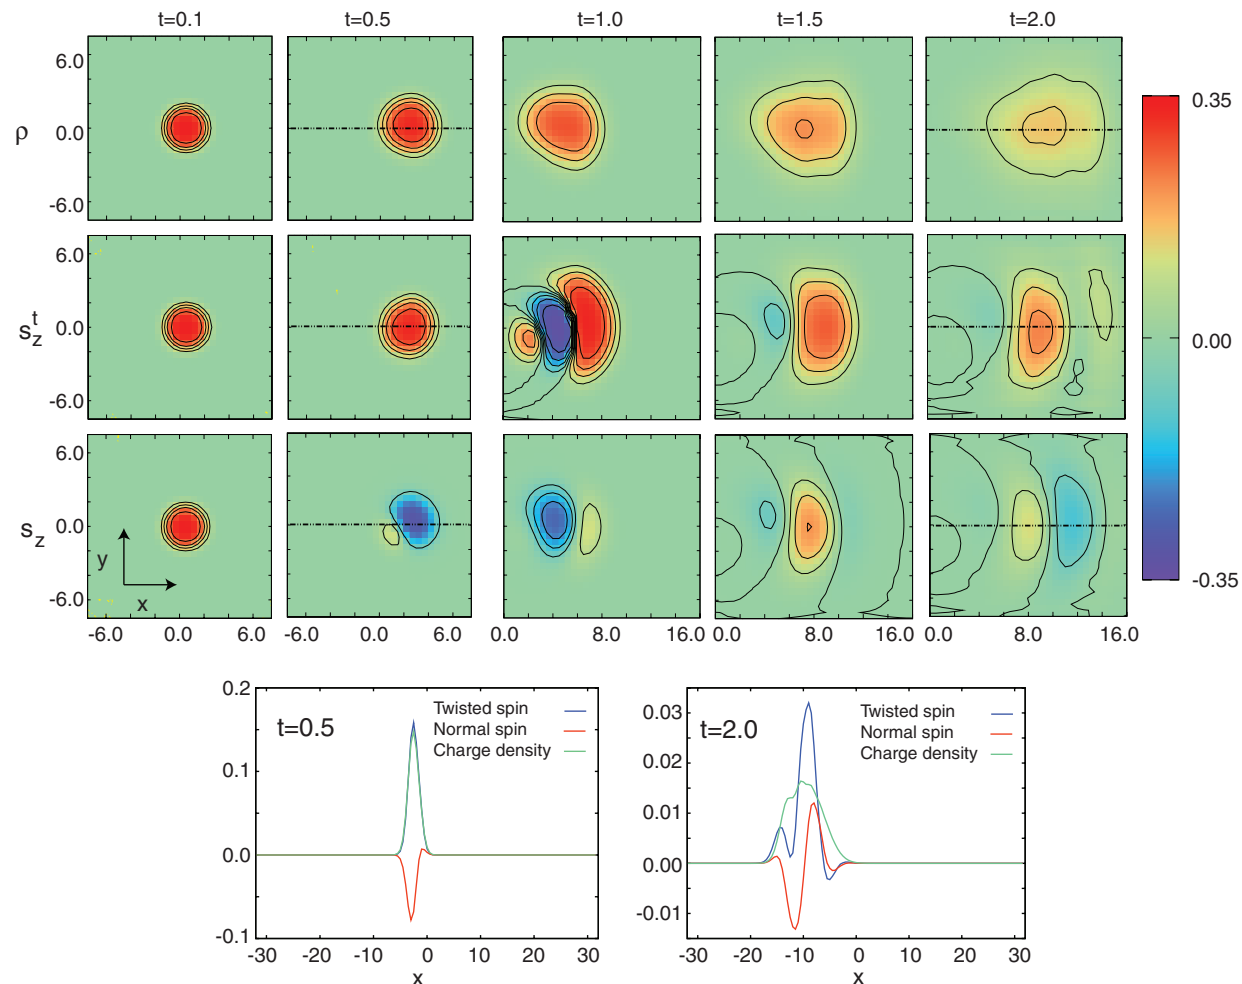 t=0.1 t=0.5 t=1.0 t=1.5 t=2.0
6.0
ρ 0.0
-6.0
0.35
6.0
s_z^t 0.0
-6.0
0.00
6.0
s_z 0.0
y
x
-6.0
-0.35
-6.0 0.0 6.0 -6.0 0.0 6.0 0.0 8.0 16.0 0.0 8.0 16.0 0.0 8.0 16.0
0.2
0.1
0.0
-0.1
t=0.5
Twisted spin
Normal spin
Charge density
-30 -20 -10 0 10 20 30
x
0.03
0.02
0.01
0.00
-0.01
t=2.0
Twisted spin
Normal spin
Charge density
-30 -20 -10 0 10 20 30
x